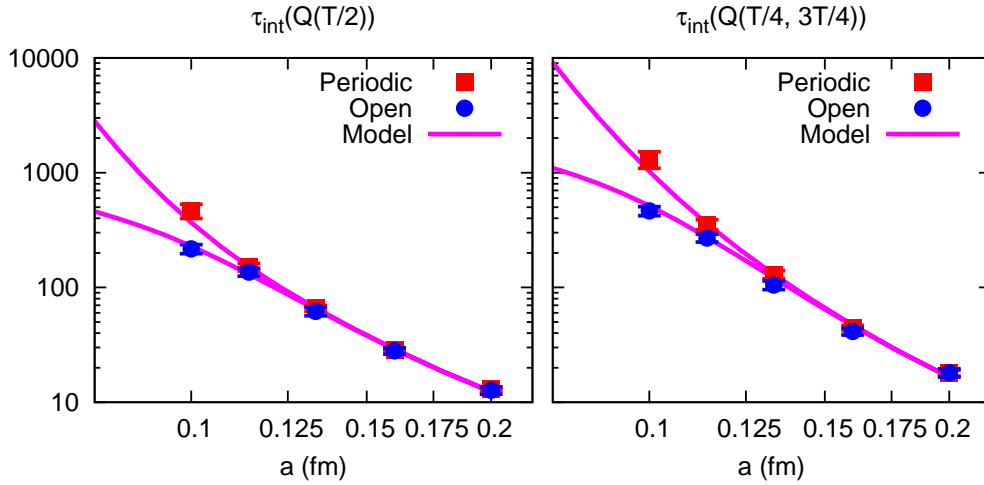 τint(Q(T/2))
10000
1000
100
10
Periodic
Open
Model
0.1
0.125
0.15
0.175
0.2
a (fm)
τint(Q(T/4, 3T/4))
Periodic
Open
Model
0.1
0.125
0.15
0.175
0.2
a (fm)